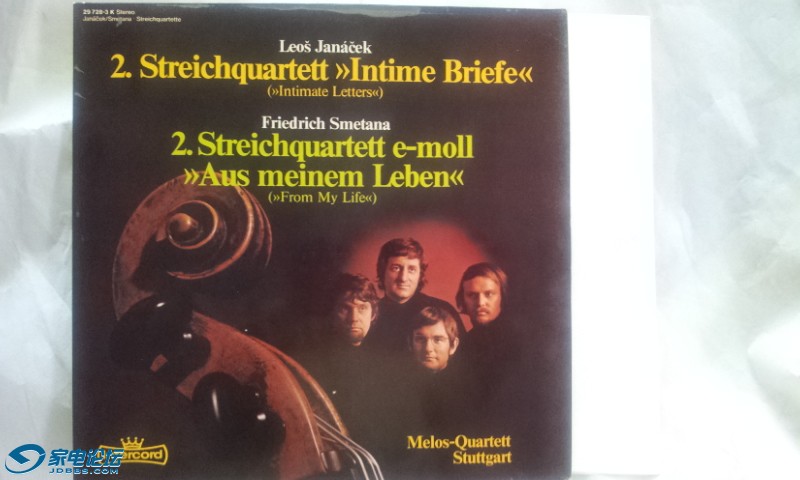 29 720-3 K Stereo
Janáček/Smetana Streichquartette
Leoš Janáček
2. Streichquartett »Intime Briefe«
(»Intimate Letters«)
Friedrich Smetana
2. Streichquartett e-moll
»Aus meinem Leben«
(»From My Life«)
Melos-Quartett
Stuttgart
家电论坛
JDBBS.COM